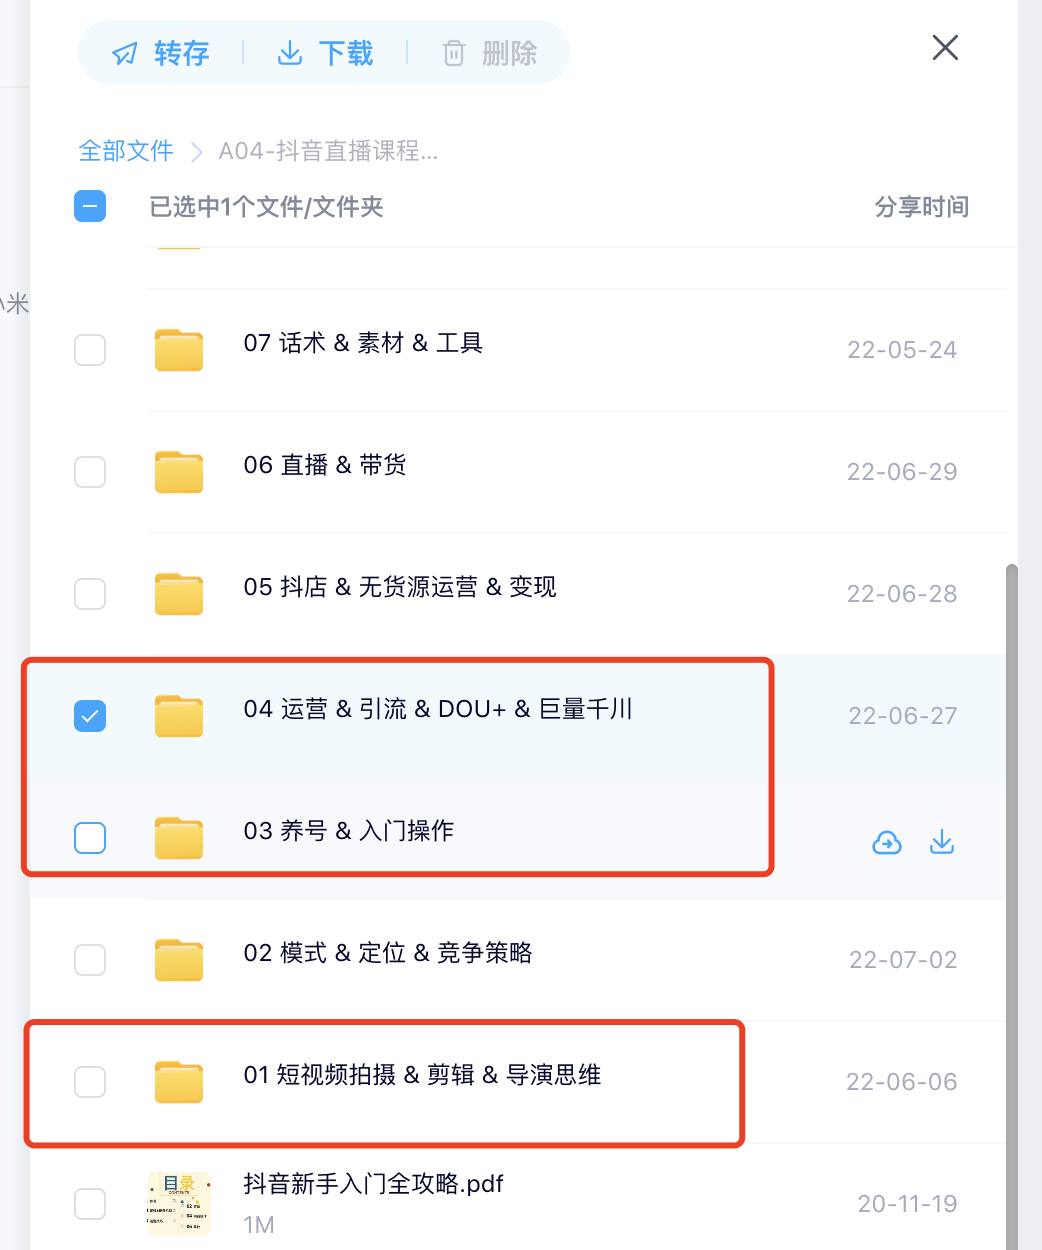 转存 下载 删除
全部文件 > A04-抖音直播课程...
已选中1个文件/文件夹 分享时间
小米
07 话术 & 素材 & 工具 22-05-24
06 直播 & 带货 22-06-29
05 抖店 & 无货源运营 & 变现 22-06-28
04 运营 & 引流 & DOU+ & 巨量千川 22-06-27
03 养号 & 入门操作
02 模式 & 定位 & 竞争策略 22-07-02
01 短视频拍摄 & 剪辑 & 导演思维 22-06-06
目录
CONTENTS
抖音新手入门全攻略.pdf 20-11-19
1M